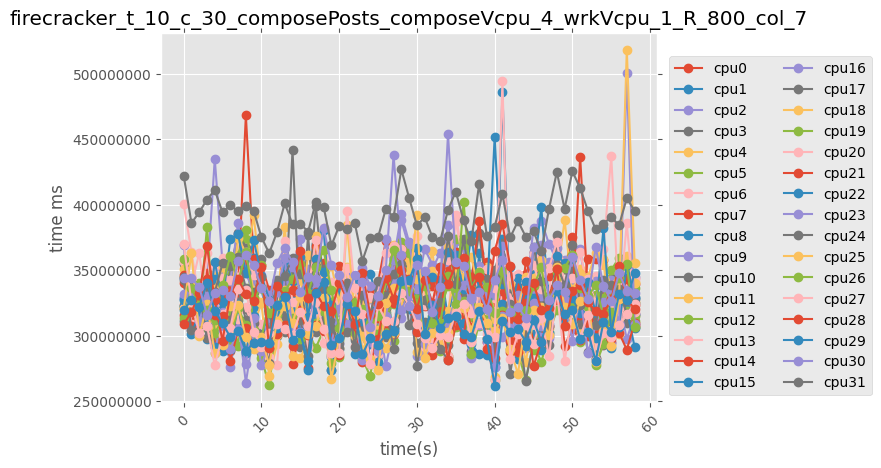 firecracker_t_10_c_30_composePosts_composeVcpu_4_wrkVcpu_1_R_800_col_7
time ms
500000000
450000000
400000000
350000000
300000000
250000000
0
10
20
30
40
50
60
time(s)
cpu0
cpu1
cpu2
cpu3
cpu4
cpu5
cpu6
cpu7
cpu8
cpu9
cpu10
cpu11
cpu12
cpu13
cpu14
cpu15
cpu16
cpu17
cpu18
cpu19
cpu20
cpu21
cpu22
cpu23
cpu24
cpu25
cpu26
cpu27
cpu28
cpu29
cpu30
cpu31